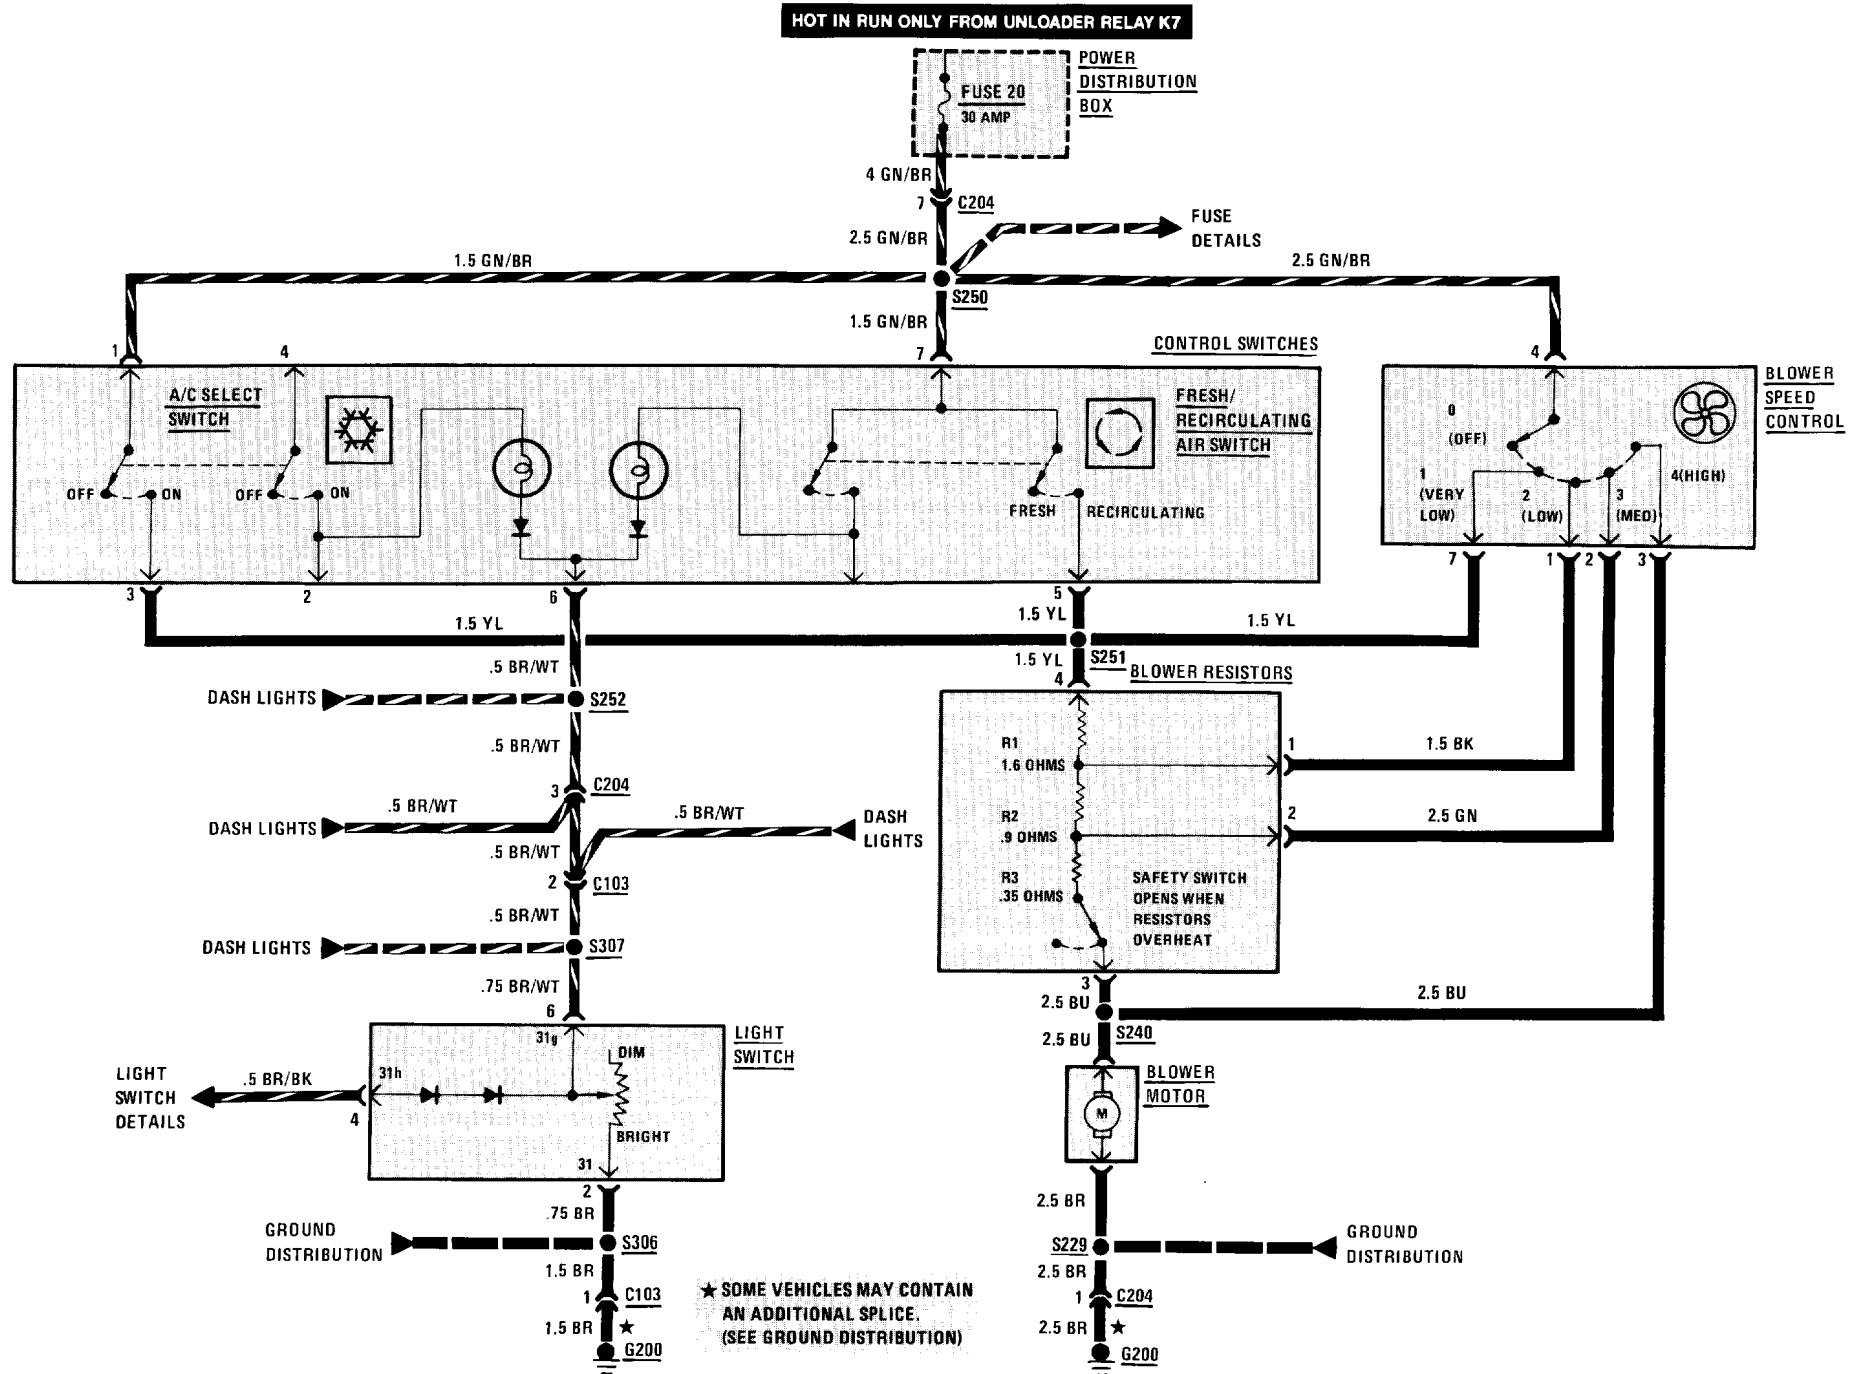 HOT IN RUN ONLY FROM UNLOADER RELAY K7
POWER
DISTRIBUTION
BOX
FUSE 20
30 AMP
4 GN/BR
7
C204
2.5 GN/BR
FUSE
DETAILS
1.5 GN/BR
2.5 GN/BR
S250
1.5 GN/BR
CONTROL SWITCHES
1
4
7
4
A/C SELECT
SWITCH
OFF
ON
OFF
ON
FRESH/
RECIRCULATING
AIR SWITCH
FRESH
RECIRCULATING
BLOWER
SPEED
CONTROL
0
(OFF)
1
(VERY
LOW)
2
(LOW)
3
(MED)
4(HIGH)
3
2
6
5
7
1
2
3
1.5 YL
1.5 YL
1.5 YL
1.5 YL
S251
.5 BR/WT
DASH LIGHTS
S252
BLOWER RESISTORS
4
.5 BR/WT
R1
1.6 OHMS
1
1.5 BK
3
C204
.5 BR/WT
DASH LIGHTS
.5 BR/WT
DASH
LIGHTS
R2
.9 OHMS
2
2.5 GN
.5 BR/WT
2
C103
R3
.35 OHMS
SAFETY SWITCH
OPENS WHEN
RESISTORS
OVERHEAT
.5 BR/WT
DASH LIGHTS
S307
.75 BR/WT
6
3
2.5 BU
2.5 BU
S240
2.5 BU
LIGHT
SWITCH
31g
DIM
31h
BRIGHT
31
LIGHT
SWITCH
DETAILS
.5 BR/BK
4
BLOWER
MOTOR
M
2
.75 BR
GROUND
DISTRIBUTION
S306
1.5 BR
1
C103
1.5 BR
★
G200
★ SOME VEHICLES MAY CONTAIN
AN ADDITIONAL SPLICE.
(SEE GROUND DISTRIBUTION)
2.5 BR
S229
GROUND
DISTRIBUTION
2.5 BR
1
C204
2.5 BR
★
G200